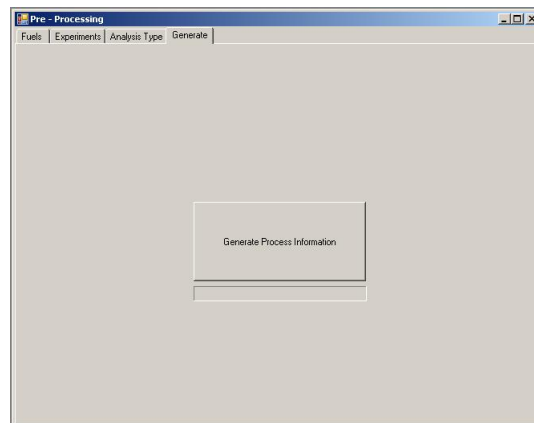 Pre - Processing
Fuels Experiments Analysis Type Generate
Generate Process Information